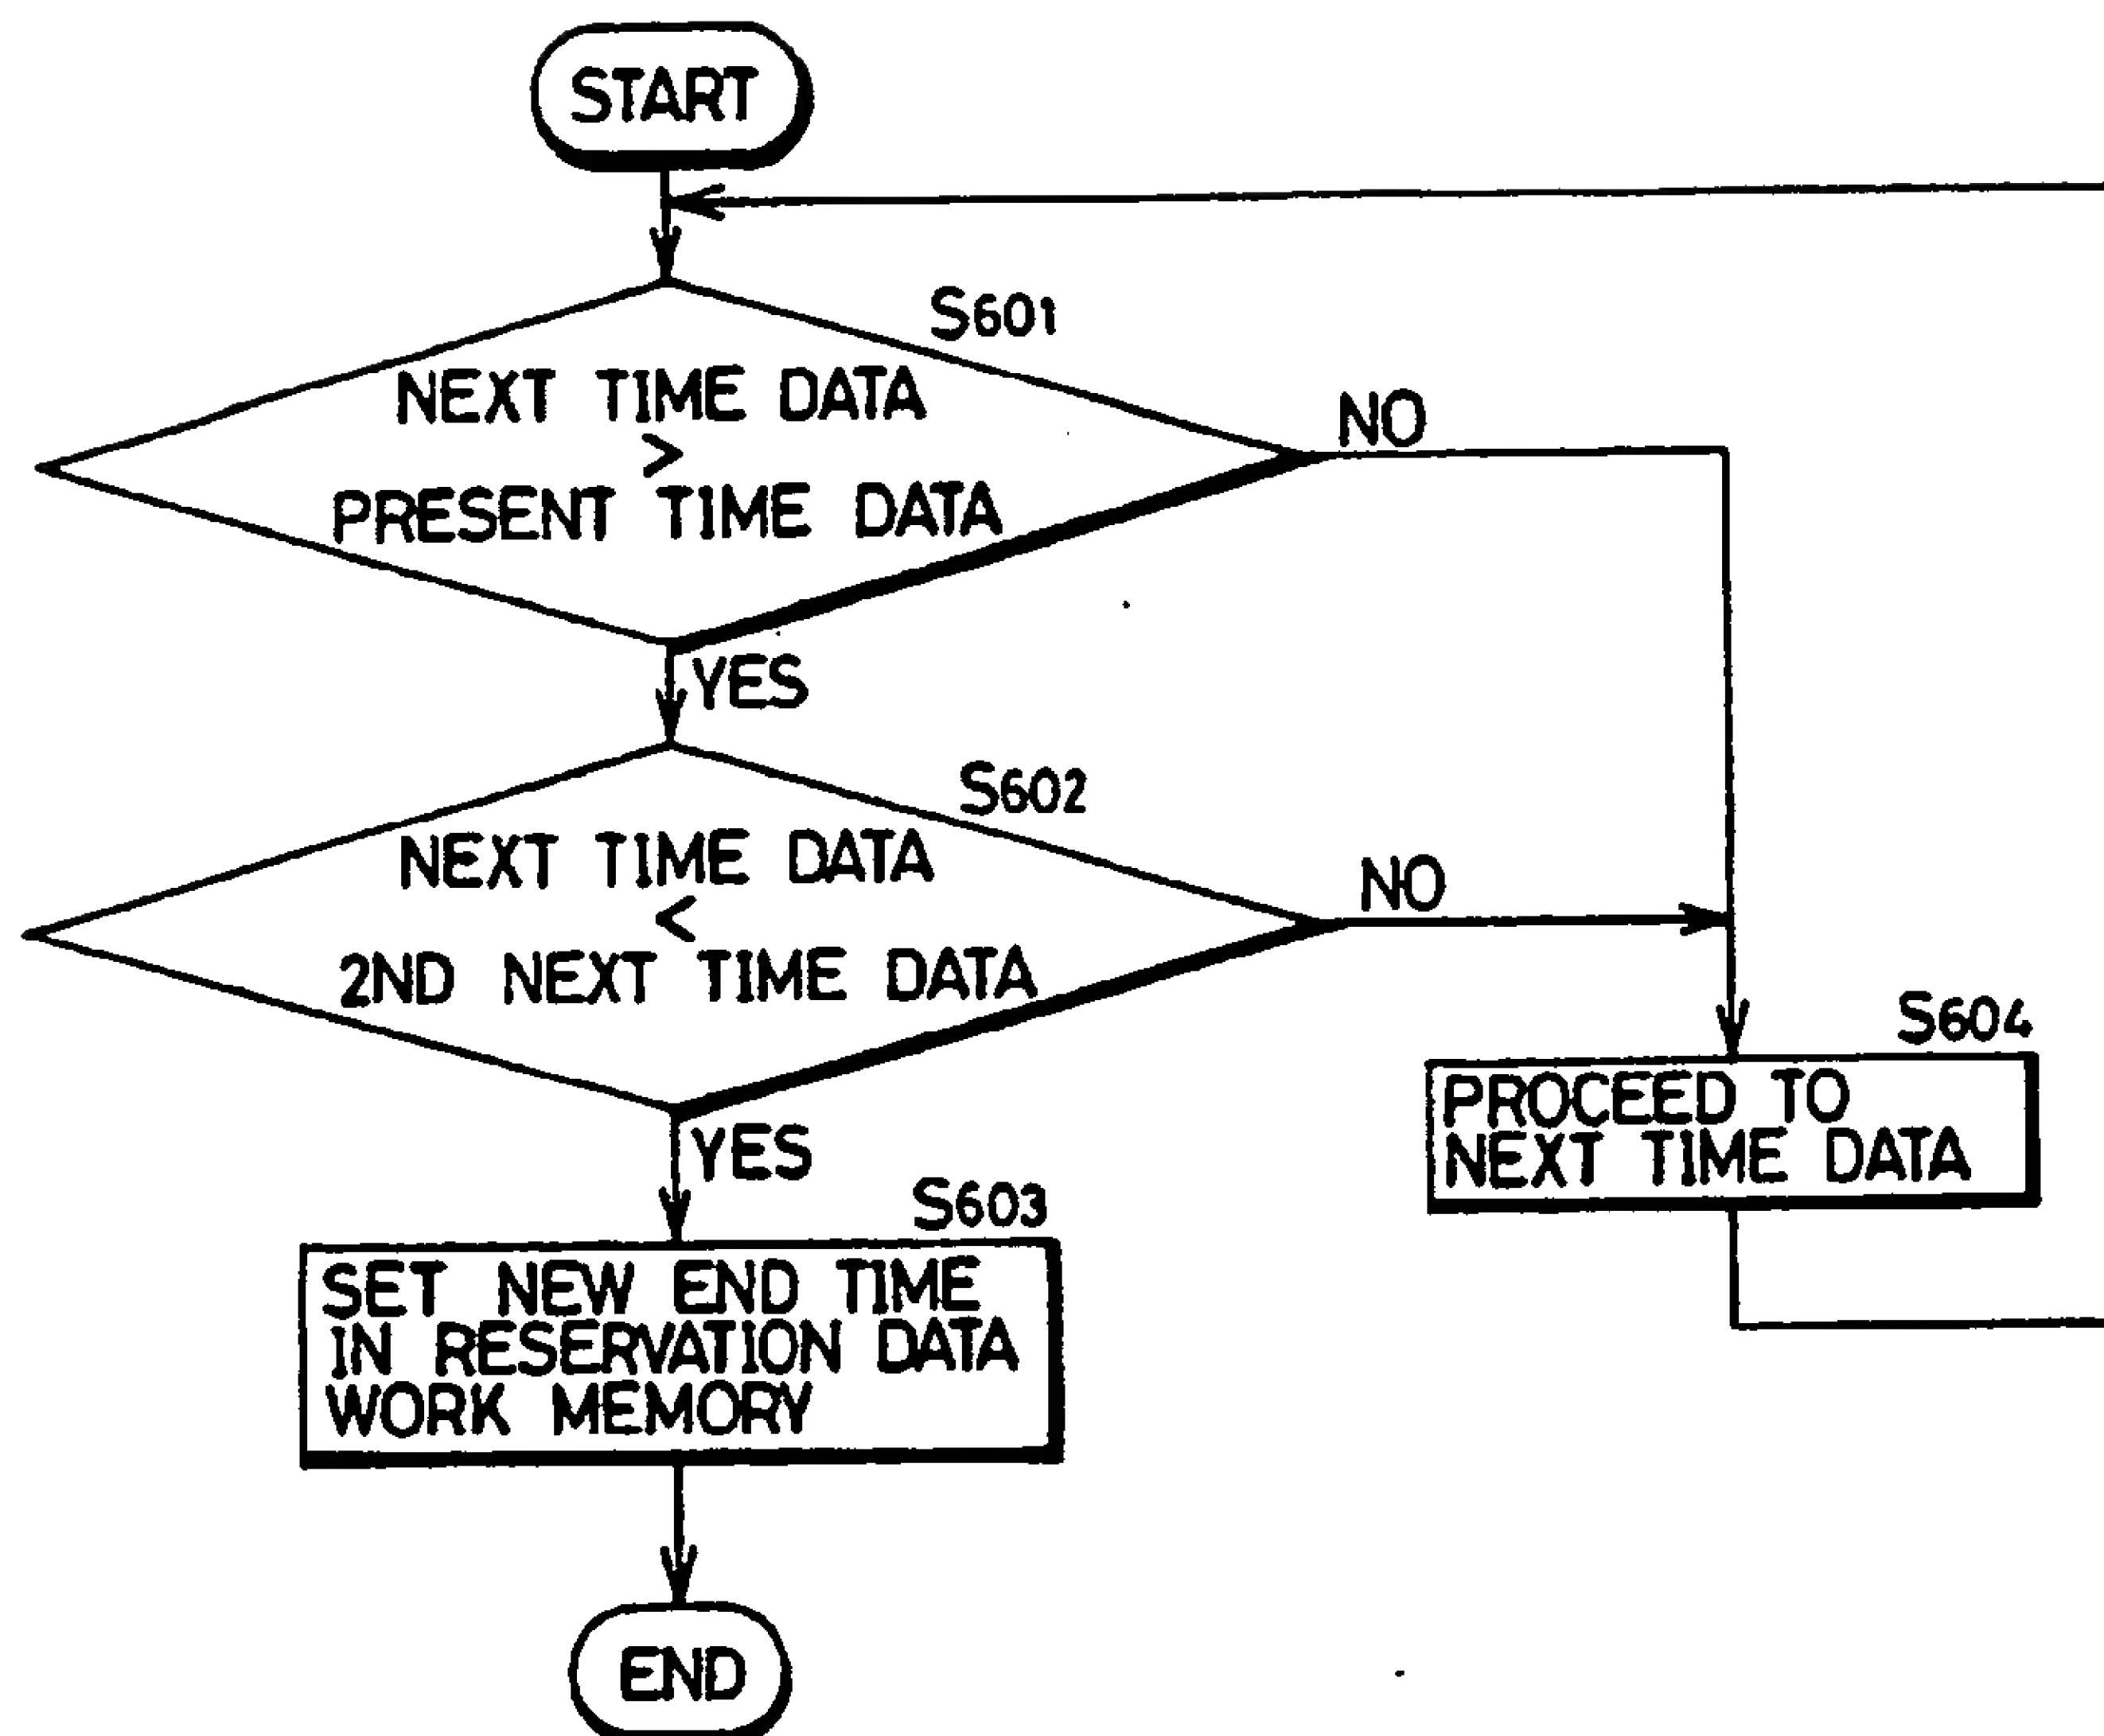 START
S601
NEXT TIME DATA
>
PRESENT TIME DATA
NO
YES
S602
NEXT TIME DATA
<
2ND NEXT TIME DATA
NO
YES
S604
PROCEED TO
NEXT TIME DATA
S603
SET NEW END TIME
IN RESERVATION DATA
WORK MEMORY
END